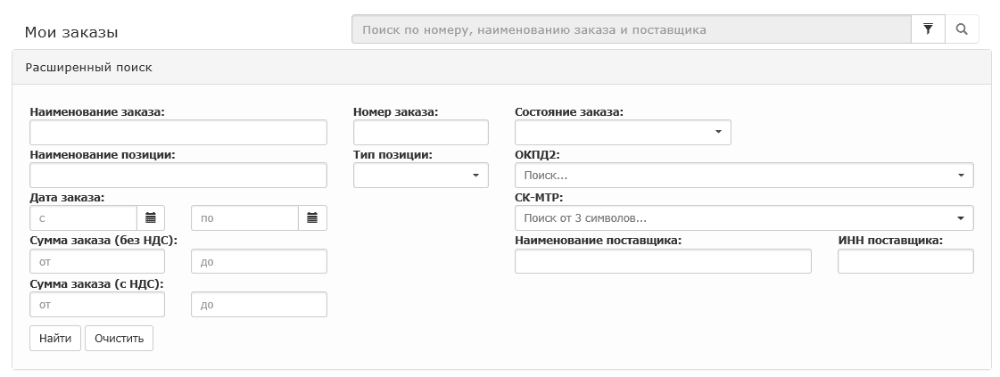 Мои заказы
Поиск по номеру, наименованию заказа и поставщика
Расширенный поиск
Наименование заказа: Номер заказа: Состояние заказа:
Наименование позиции: Тип позиции: ОКПД2:
Поиск...
Дата заказа: СК-МТР:
с по Поиск от 3 символов...
Сумма заказа (без НДС): Наименование поставщика: ИНН поставщика:
от до
Сумма заказа (с НДС):
от до
Найти Очистить